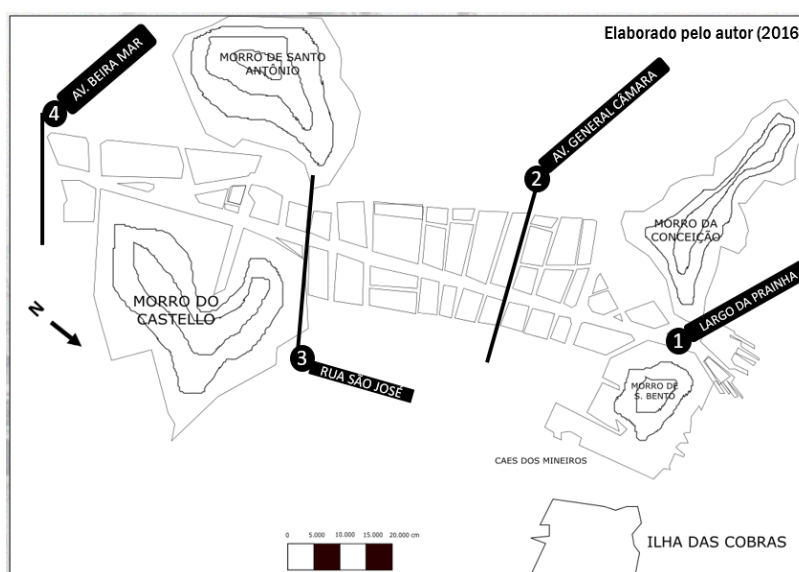 Elaborado pelo autor (2016
AV. BEIRA MAR
4
MORRO DE SANTO
ANTÔNIO
AV. GENERAL CÂMARA
2
MORRO DA
CONCEIÇÃO
MORRO DO
CASTELLO
N
LARGO DA PRAINHA
1
3
RUA SÃO JOSÉ
MORRO DE
S. BENTO
CAES DOS MINEIROS
0 5.000 10.000 15.000 20.000 cm
ILHA DAS COBRAS